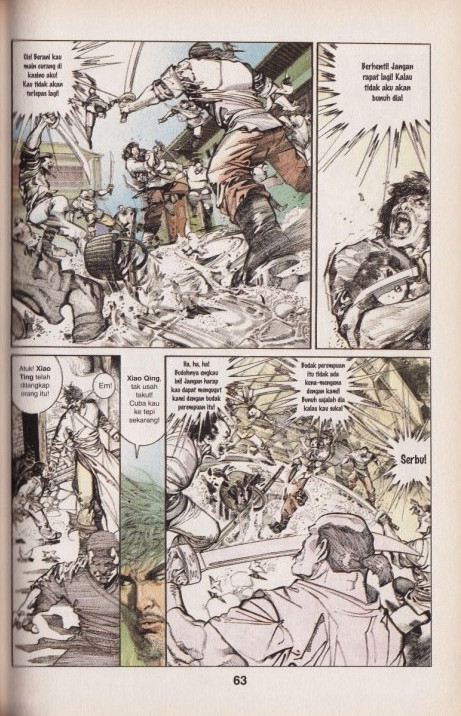 Oii! Berani kau
main curang di
kasino aku!
Kau tidak akan
terlepas lagi!
Berhenti! Jangan
rapat lagi! Kalau
tidak aku akan
bunuh dia!
Atuk! Xiao
Ying telah
ditangkap
orang itu!
Em!
Xiao Qing,
tak usah
takut!
Cuba kau
ke tepi
sekarang!
Ha, ha, ha!
Bodohnya engkau
ini! Jangan harap
kau dapat mengugut
kami dengan budak
perempuan itu!
Budak perempuan
itu tidak ada
kena-mengena
dengan kami!
Bunuh sajalah dia
kalau kau suka!
Serbu!
63